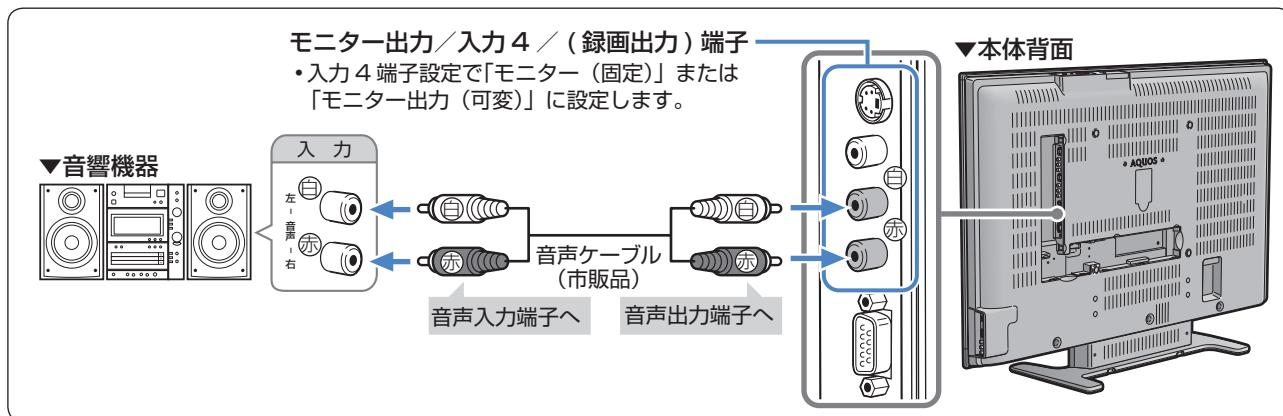 モニター出力／入力４／(録画出力)端子
•入力４端子設定で「モニター（固定）」または
「モニター出力（可変）」に設定します。
▼本体背面
▼音響機器
入 力
白
左－音声－右
赤
白
赤
音声ケーブル
（市販品）
白
赤
白
赤
音声入力端子へ
音声出力端子へ
AQUOS